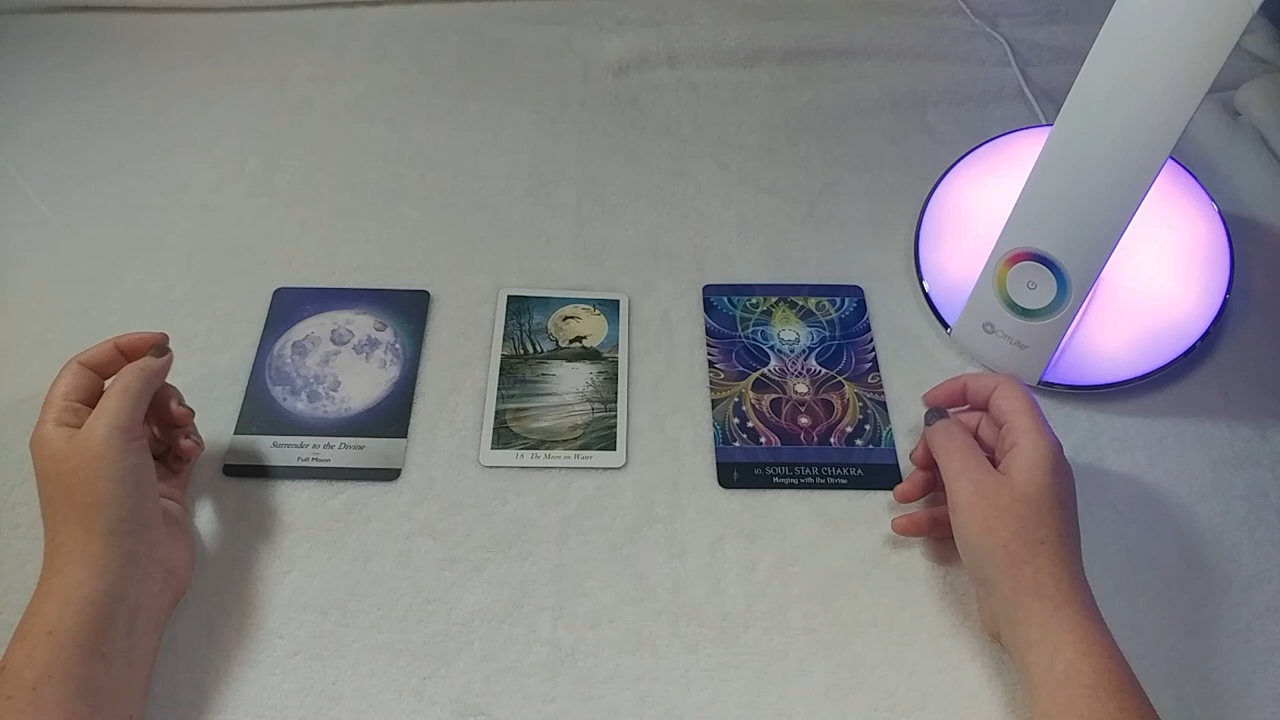 Surrender to the Divine
Full Moon
18 The Moon on Water
10. SOUL STAR CHAKRA
Merging with the Divine
OttLite